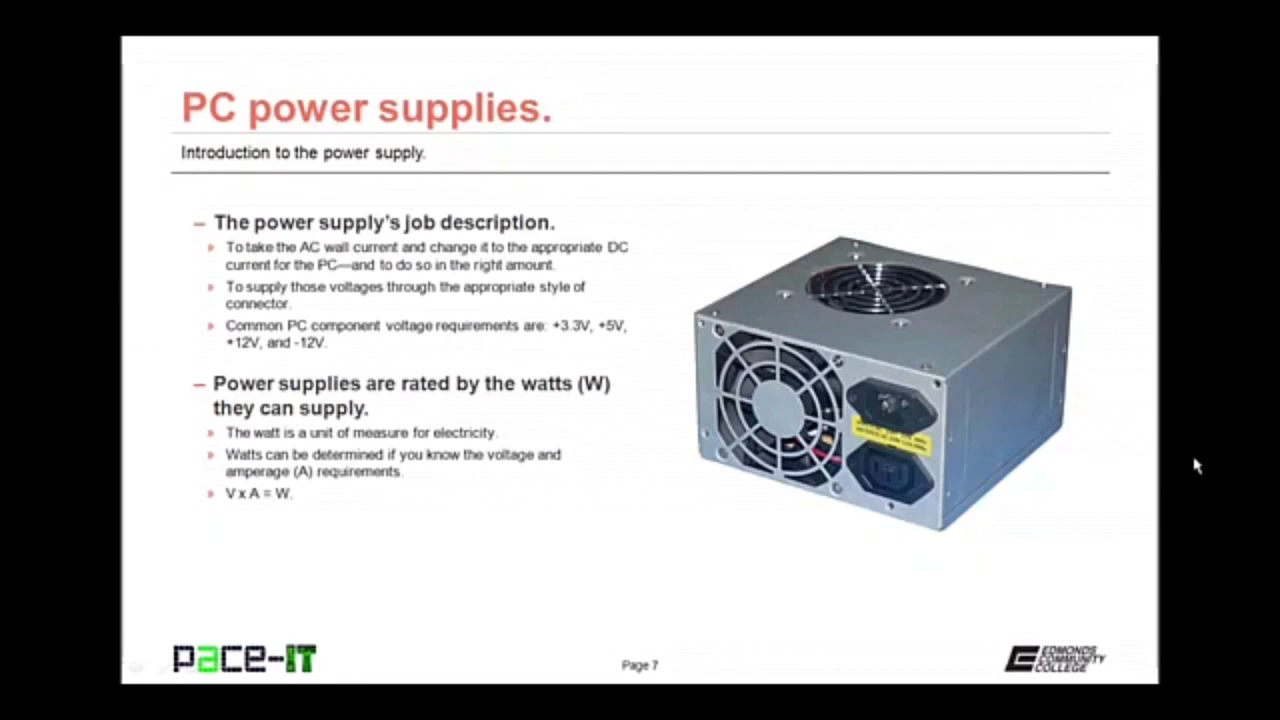 PC power supplies.
Introduction to the power supply.
– The power supply's job description.
» To take the AC wall current and change it to the appropriate DC
current for the PC—and to do so in the right amount.
» To supply those voltages through the appropriate style of
connector.
» Common PC component voltage requirements are: +3.3V, +5V,
+12V, and -12V.
– Power supplies are rated by the watts (W)
they can supply.
» The watt is a unit of measure for electricity.
» Watts can be determined if you know the voltage and
amperage (A) requirements.
» V x A = W.
pace-IT
Page 7
EDMONDS
COMMUNITY
COLLEGE